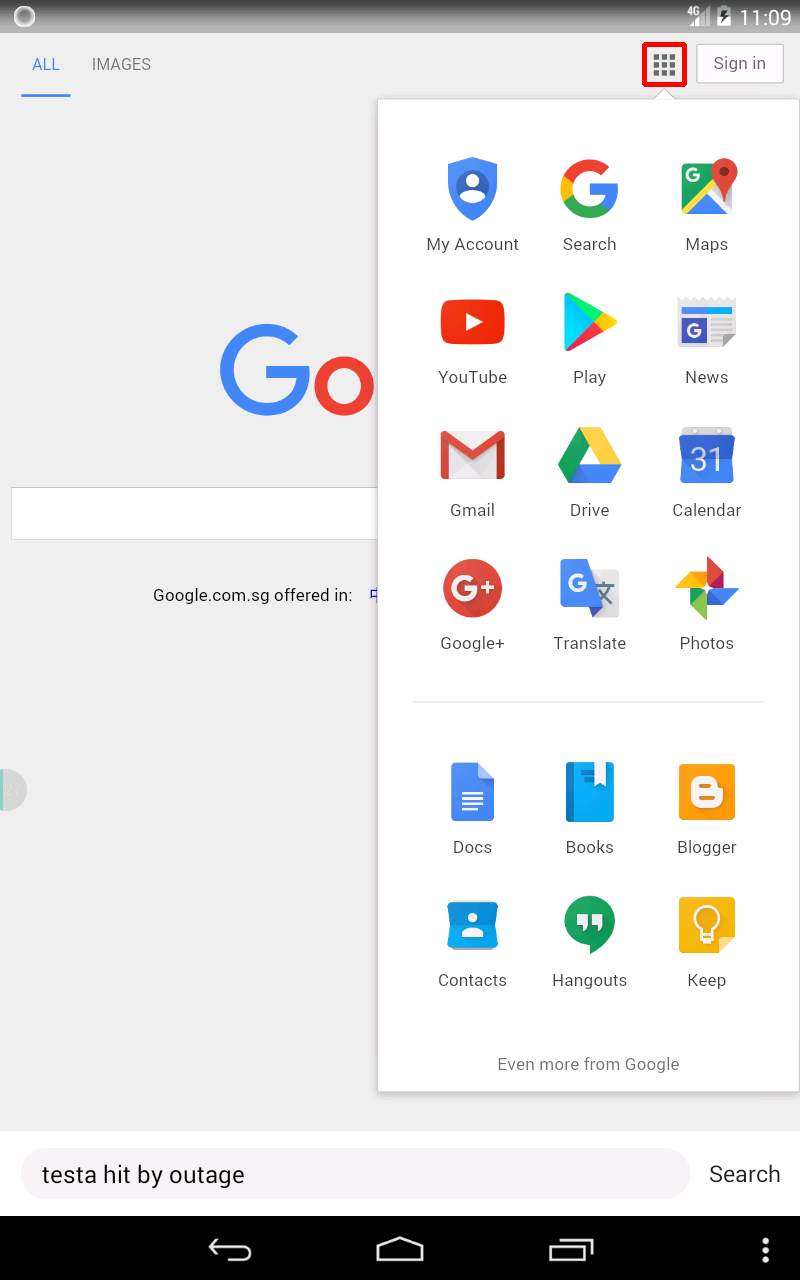 4G 11:09
ALL IMAGES Sign in
My Account Search Maps
YouTube Play News
Go
Gmail Drive Calendar
31
Google.com.sg offered in:
Google+ Translate Photos
Docs Books Blogger
Contacts Hangouts Keep
Even more from Google
testa hit by outage Search